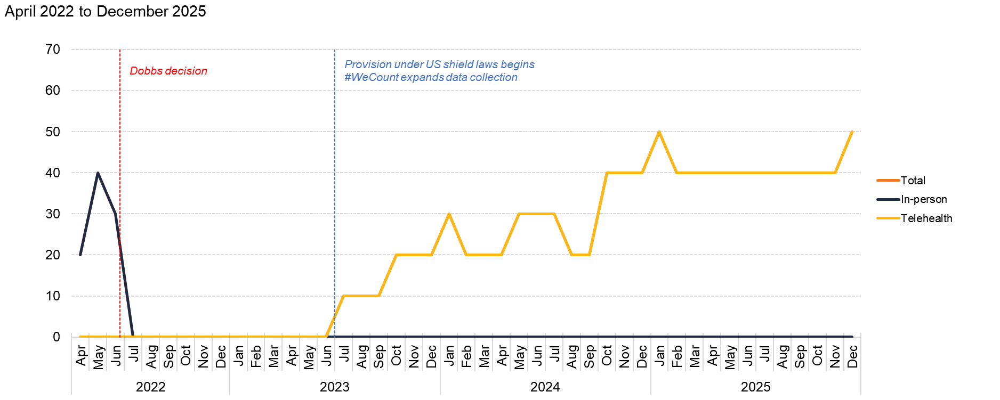 April 2022 to December 2025
70
60
50
40
30
20
10
0
Dobbs decision
Provision under US shield laws begins
#WeCount expands data collection
Total
In-person
Telehealth
Apr May Jun Jul Aug Sep Oct Nov Dec Jan Feb Mar Apr May Jun Jul Aug Sep Oct Nov Dec Jan Feb Mar Apr May Jun Jul Aug Sep Oct Nov Dec Jan Feb Mar Apr May Jun Jul Aug Sep Oct Nov Dec
2022 2023 2024 2025